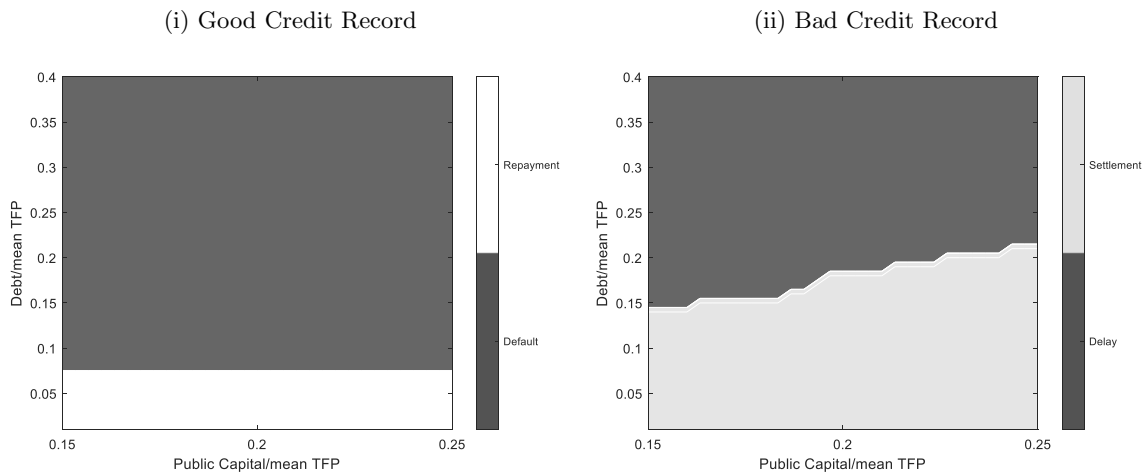 (i) Good Credit Record
0.4
0.35
0.3
0.25
0.2
0.15
0.1
0.05
Debt/mean TFP
0.15
0.2
0.25
Public Capital/mean TFP
Repayment
Default
(ii) Bad Credit Record
0.4
0.35
0.3
0.25
0.2
0.15
0.1
0.05
Debt/mean TFP
0.15
0.2
0.25
Public Capital/mean TFP
Settlement
Delay